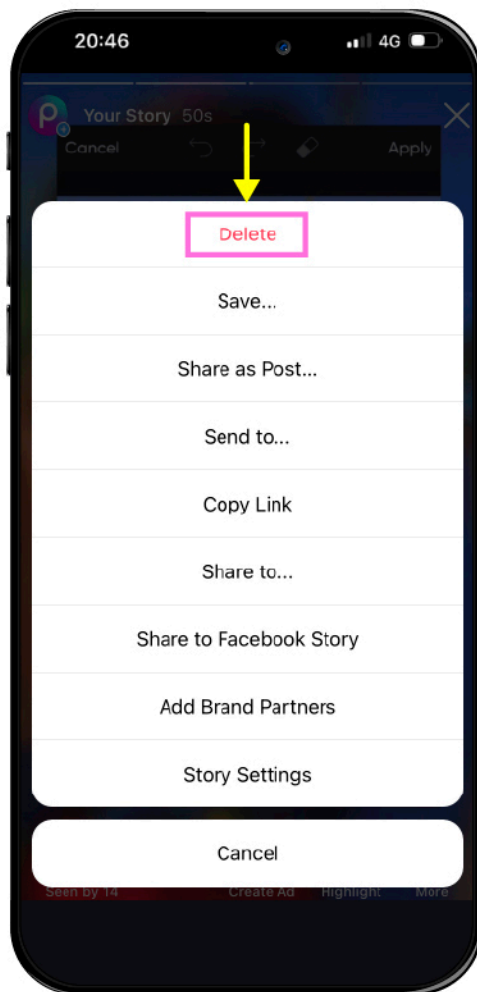 20:46 4G
Your Story 50s
Cancel Apply
Delete
Save...
Share as Post...
Send to...
Copy Link
Share to...
Share to Facebook Story
Add Brand Partners
Story Settings
Cancel
Seen by 14 Create Ad Highlight More